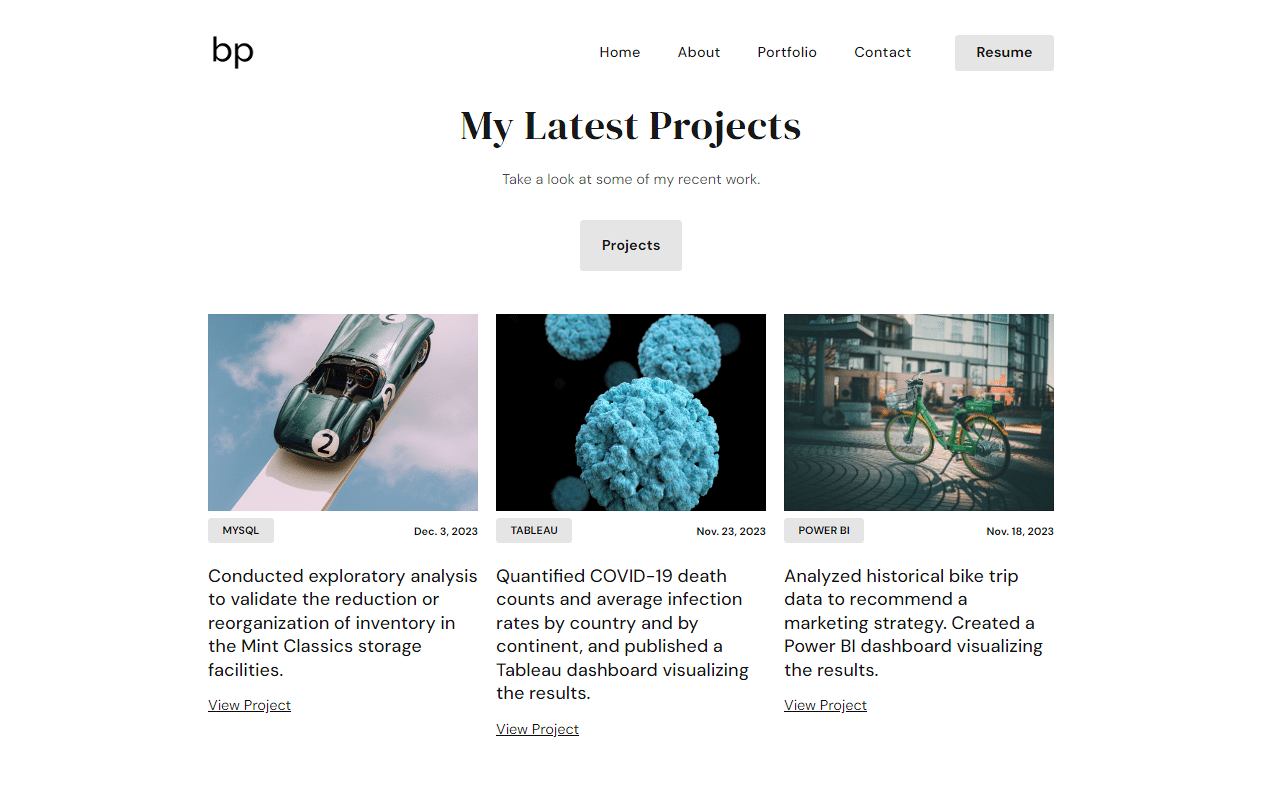 bp
Home About Portfolio Contact Resume
My Latest Projects
Take a look at some of my recent work.
Projects
2
2
MYSQL Dec. 3, 2023
Conducted exploratory analysis
to validate the reduction or
reorganization of inventory in
the Mint Classics storage
facilities.
View Project
TABLEAU Nov. 23, 2023
Quantified COVID-19 death
counts and average infection
rates by country and by
continent, and published a
Tableau dashboard visualizing
the results.
View Project
POWER BI Nov. 18, 2023
Analyzed historical bike trip
data to recommend a
marketing strategy. Created a
Power BI dashboard visualizing
the results.
View Project